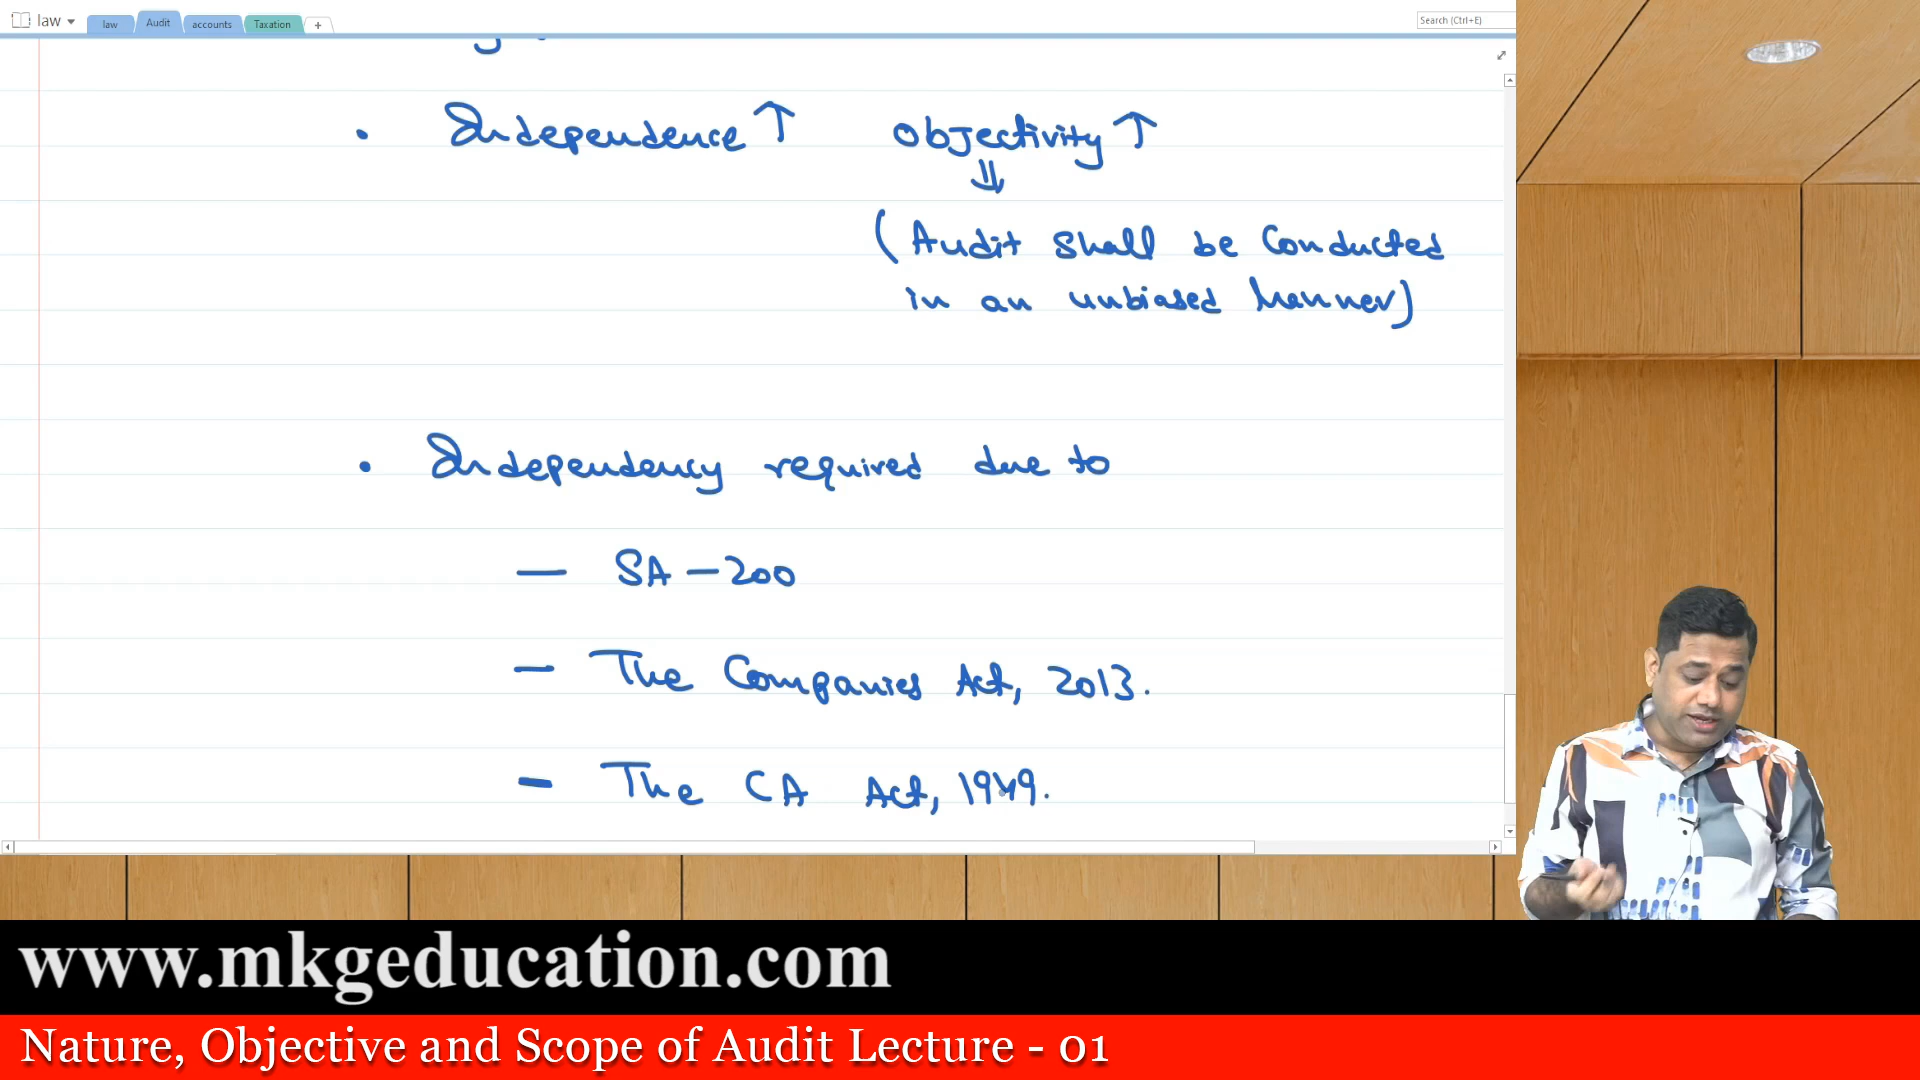 law
law
Audit
accounts
Taxation
+
Search (Ctrl+E)
• Independence ↑ objectivity ↑
⇓
(Audit shall be conducted
in an unbiased manner)
• Independency required due to
— SA - 200
— The Companies Act, 2013.
— The CA Act, 1949.
www.mkgeducation.com
Nature, Objective and Scope of Audit Lecture - 01